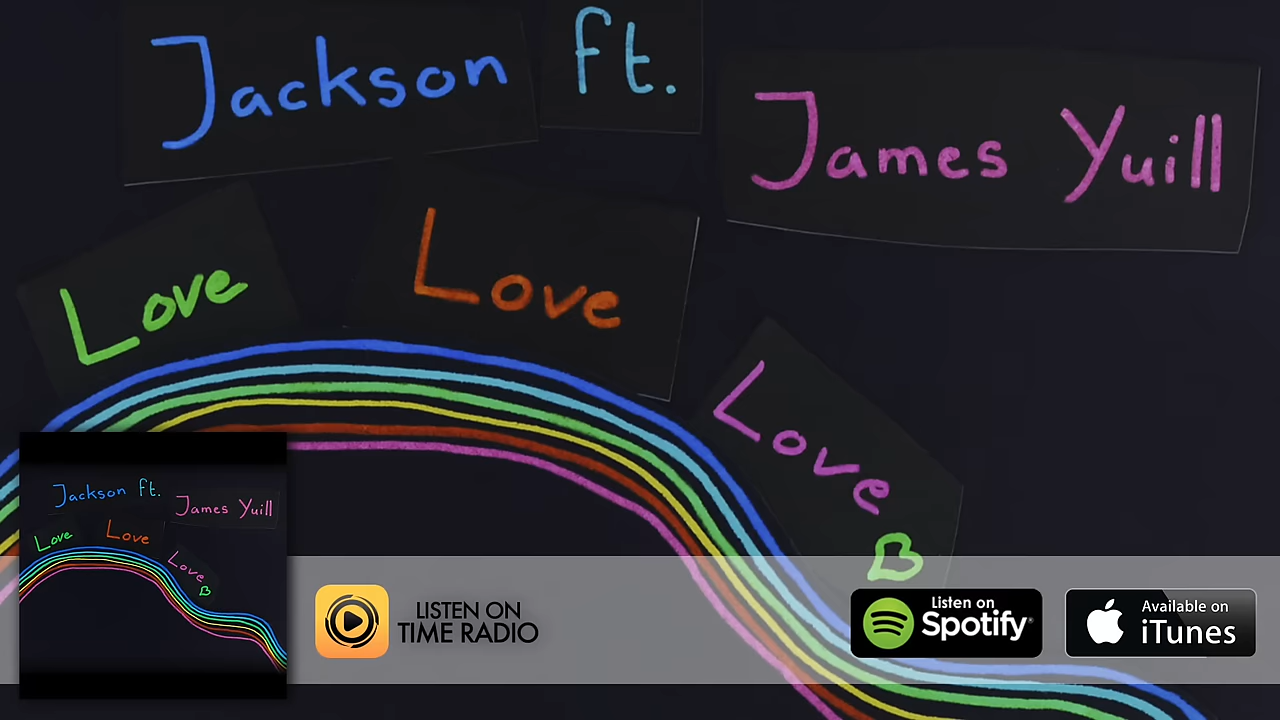 Jackson ft.
James Yuill
Love Love
Love
B
Jackson ft.
James Yuill
Love Love
Love
B
LISTEN ON
TIME RADIO
Listen on
Spotify®
Available on
iTunes